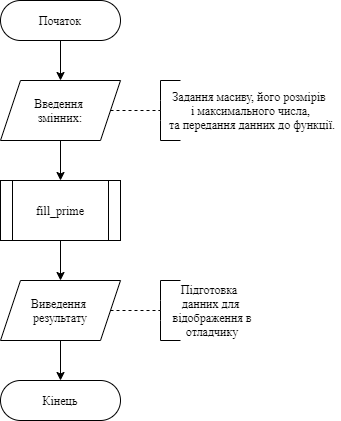 Початок
Введення
змінних:
Задання масиву, його розмірів
і максимального числа,
та передання данних до функції.
fill_prime
Виведення
результату
Підготовка
данних для
відображення в
отладчику
Кінець